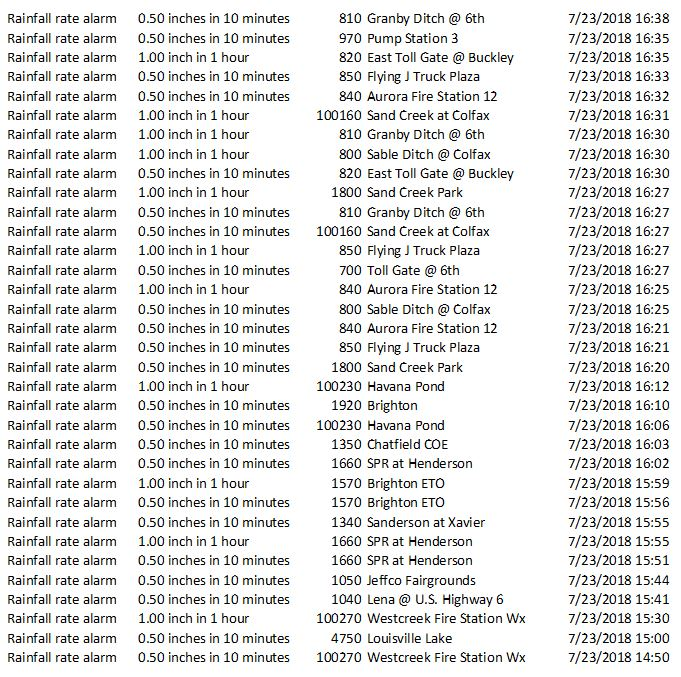 Rainfall rate alarm 0.50 inches in 10 minutes 810 Granby Ditch @ 6th 7/23/2018 16:38
Rainfall rate alarm 0.50 inches in 10 minutes 970 Pump Station 3 7/23/2018 16:35
Rainfall rate alarm 1.00 inch in 1 hour 820 East Toll Gate @ Buckley 7/23/2018 16:35
Rainfall rate alarm 0.50 inches in 10 minutes 850 Flying J Truck Plaza 7/23/2018 16:33
Rainfall rate alarm 0.50 inches in 10 minutes 840 Aurora Fire Station 12 7/23/2018 16:32
Rainfall rate alarm 1.00 inch in 1 hour 100160 Sand Creek at Colfax 7/23/2018 16:31
Rainfall rate alarm 1.00 inch in 1 hour 810 Granby Ditch @ 6th 7/23/2018 16:30
Rainfall rate alarm 1.00 inch in 1 hour 800 Sable Ditch @ Colfax 7/23/2018 16:30
Rainfall rate alarm 0.50 inches in 10 minutes 820 East Toll Gate @ Buckley 7/23/2018 16:30
Rainfall rate alarm 1.00 inch in 1 hour 1800 Sand Creek Park 7/23/2018 16:27
Rainfall rate alarm 0.50 inches in 10 minutes 810 Granby Ditch @ 6th 7/23/2018 16:27
Rainfall rate alarm 0.50 inches in 10 minutes 100160 Sand Creek at Colfax 7/23/2018 16:27
Rainfall rate alarm 1.00 inch in 1 hour 850 Flying J Truck Plaza 7/23/2018 16:27
Rainfall rate alarm 0.50 inches in 10 minutes 700 Toll Gate @ 6th 7/23/2018 16:27
Rainfall rate alarm 1.00 inch in 1 hour 840 Aurora Fire Station 12 7/23/2018 16:25
Rainfall rate alarm 0.50 inches in 10 minutes 800 Sable Ditch @ Colfax 7/23/2018 16:25
Rainfall rate alarm 0.50 inches in 10 minutes 840 Aurora Fire Station 12 7/23/2018 16:21
Rainfall rate alarm 0.50 inches in 10 minutes 850 Flying J Truck Plaza 7/23/2018 16:21
Rainfall rate alarm 0.50 inches in 10 minutes 1800 Sand Creek Park 7/23/2018 16:20
Rainfall rate alarm 1.00 inch in 1 hour 100230 Havana Pond 7/23/2018 16:12
Rainfall rate alarm 0.50 inches in 10 minutes 1920 Brighton 7/23/2018 16:10
Rainfall rate alarm 0.50 inches in 10 minutes 100230 Havana Pond 7/23/2018 16:06
Rainfall rate alarm 0.50 inches in 10 minutes 1350 Chatfield COE 7/23/2018 16:03
Rainfall rate alarm 0.50 inches in 10 minutes 1660 SPR at Henderson 7/23/2018 16:02
Rainfall rate alarm 1.00 inch in 1 hour 1570 Brighton ETO 7/23/2018 15:59
Rainfall rate alarm 0.50 inches in 10 minutes 1570 Brighton ETO 7/23/2018 15:56
Rainfall rate alarm 0.50 inches in 10 minutes 1340 Sanderson at Xavier 7/23/2018 15:55
Rainfall rate alarm 1.00 inch in 1 hour 1660 SPR at Henderson 7/23/2018 15:55
Rainfall rate alarm 0.50 inches in 10 minutes 1660 SPR at Henderson 7/23/2018 15:51
Rainfall rate alarm 0.50 inches in 10 minutes 1050 Jeffco Fairgrounds 7/23/2018 15:44
Rainfall rate alarm 0.50 inches in 10 minutes 1040 Lena @ U.S. Highway 6 7/23/2018 15:41
Rainfall rate alarm 1.00 inch in 1 hour 100270 Westcreek Fire Station Wx 7/23/2018 15:30
Rainfall rate alarm 0.50 inches in 10 minutes 4750 Louisville Lake 7/23/2018 15:00
Rainfall rate alarm 0.50 inches in 10 minutes 100270 Westcreek Fire Station Wx 7/23/2018 14:50